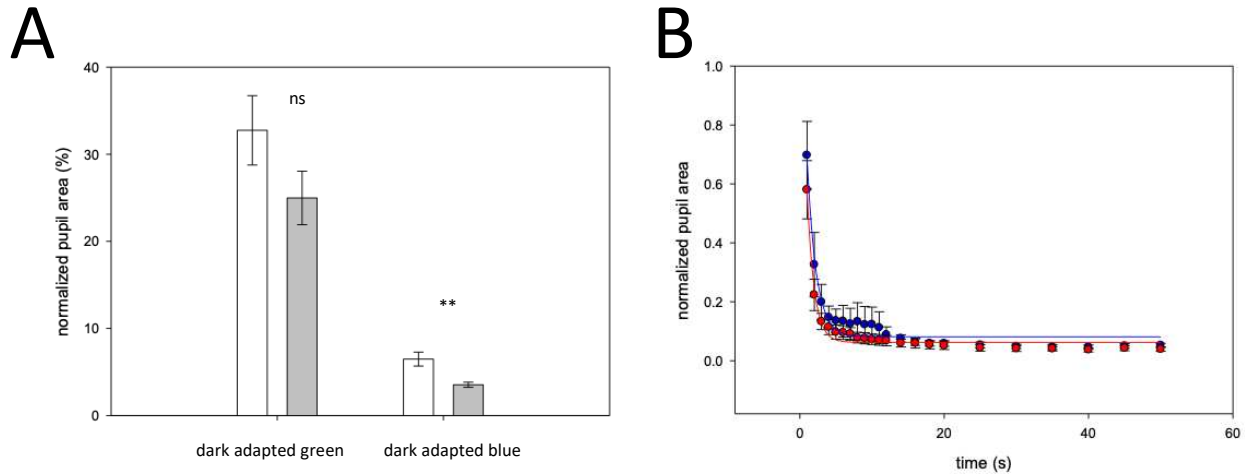 A
normalized pupil area (%)
40
30
20
10
0
ns
**
dark adapted green
dark adapted blue
B
normalized pupil area
1.0
0.8
0.6
0.4
0.2
0.0
0
20
40
60
time (s)